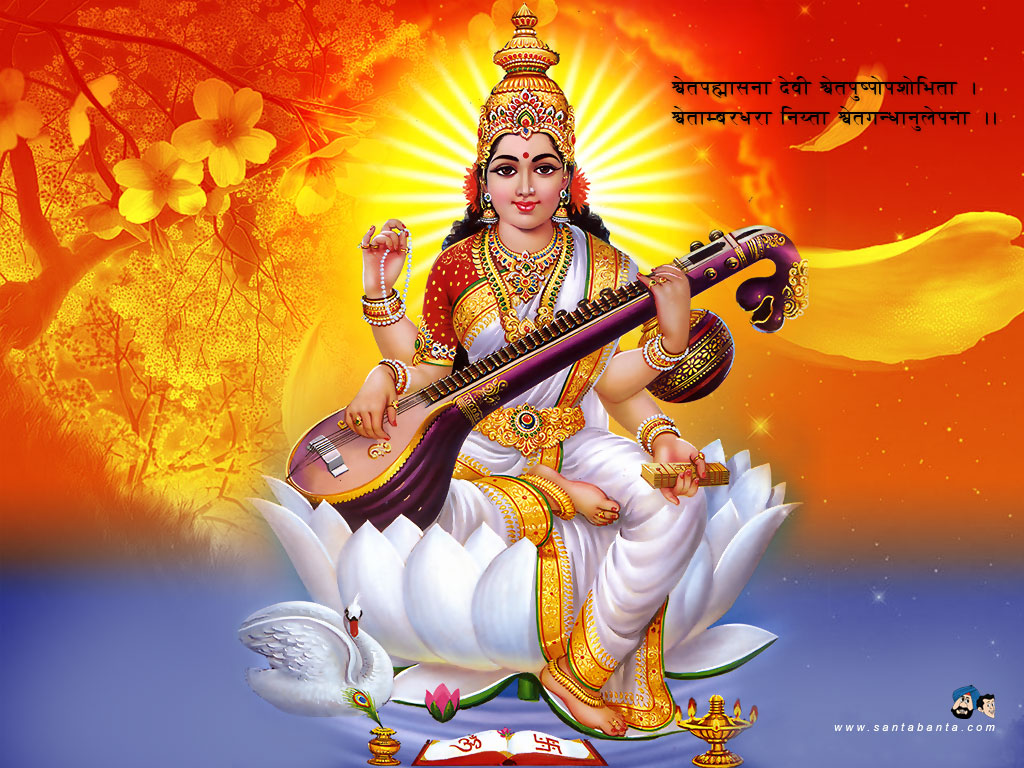 श्वेतपद्मासना देवी श्वेतपुष्पोपशोभिता ।
श्वेताम्बरधरा नित्या श्वेतगन्धानुलेपना ।।
ॐ
www.santabanta.com